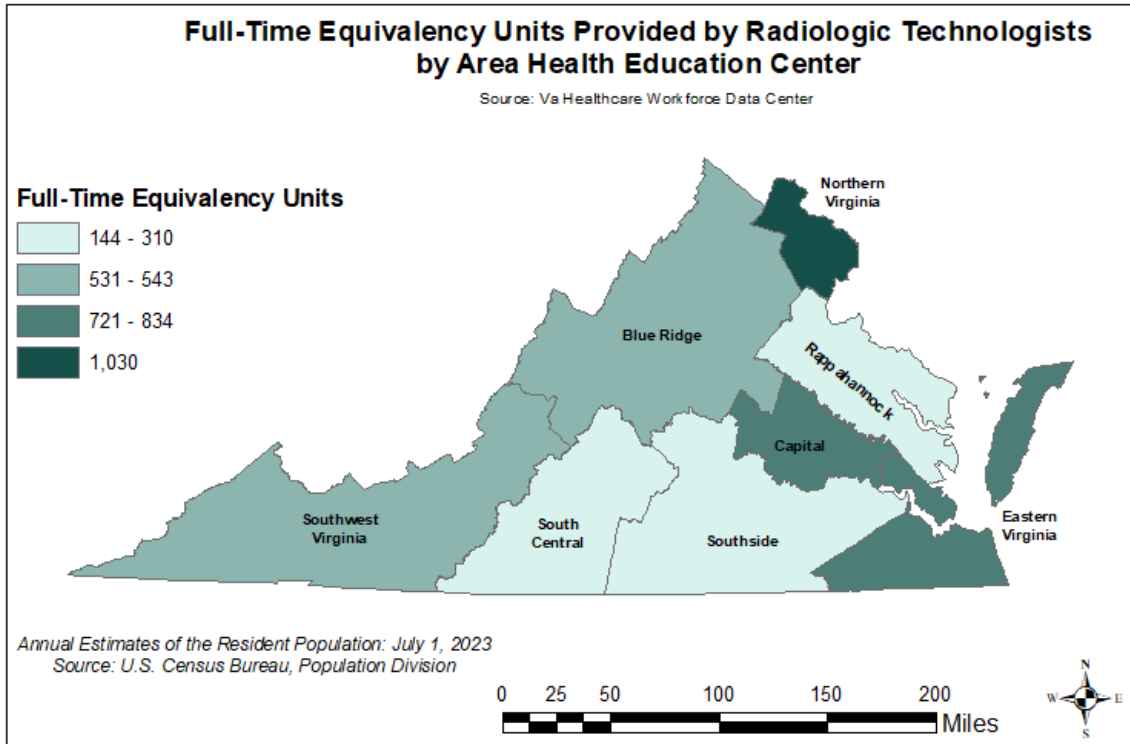 Full-Time Equivalency Units Provided by Radiologic Technologists
by Area Health Education Center
Source: Va Healthcare Workforce Data Center
Full-Time Equivalency Units
144 - 310
531 - 543
721 - 834
1,030
Northern
Virginia
Blue Ridge
Rappahannock
Capital
Southwest
Virginia
South
Central
Southside
Eastern
Virginia
Annual Estimates of the Resident Population: July 1, 2023
Source: U.S. Census Bureau, Population Division
0 25 50 100 150 200
Miles
N
W E
S